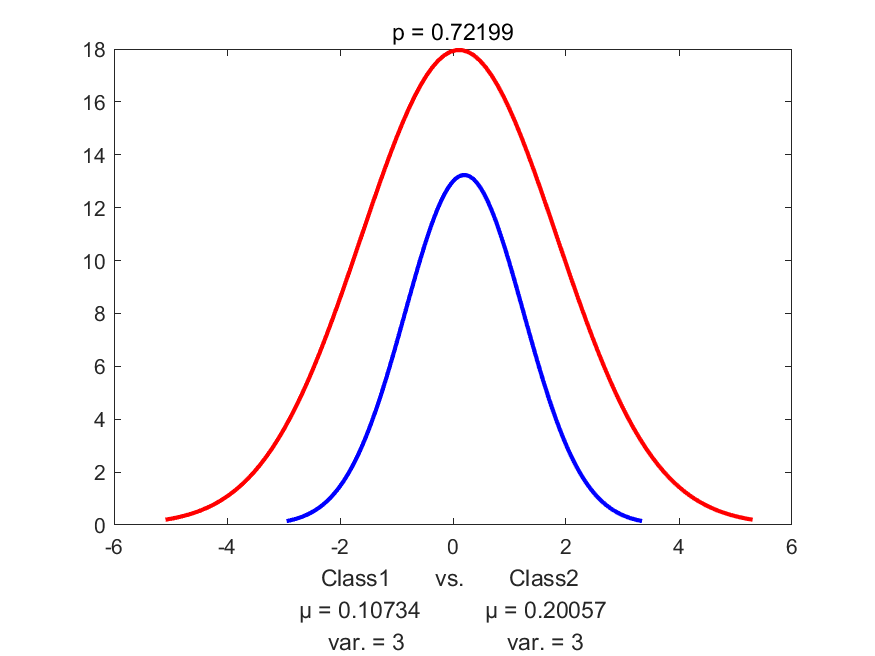 p = 0.72199
18
16
14
12
10
8
6
4
2
0
-6 -4 -2 0 2 4 6
Class1 vs. Class2
μ = 0.10734 μ = 0.20057
var. = 3 var. = 3